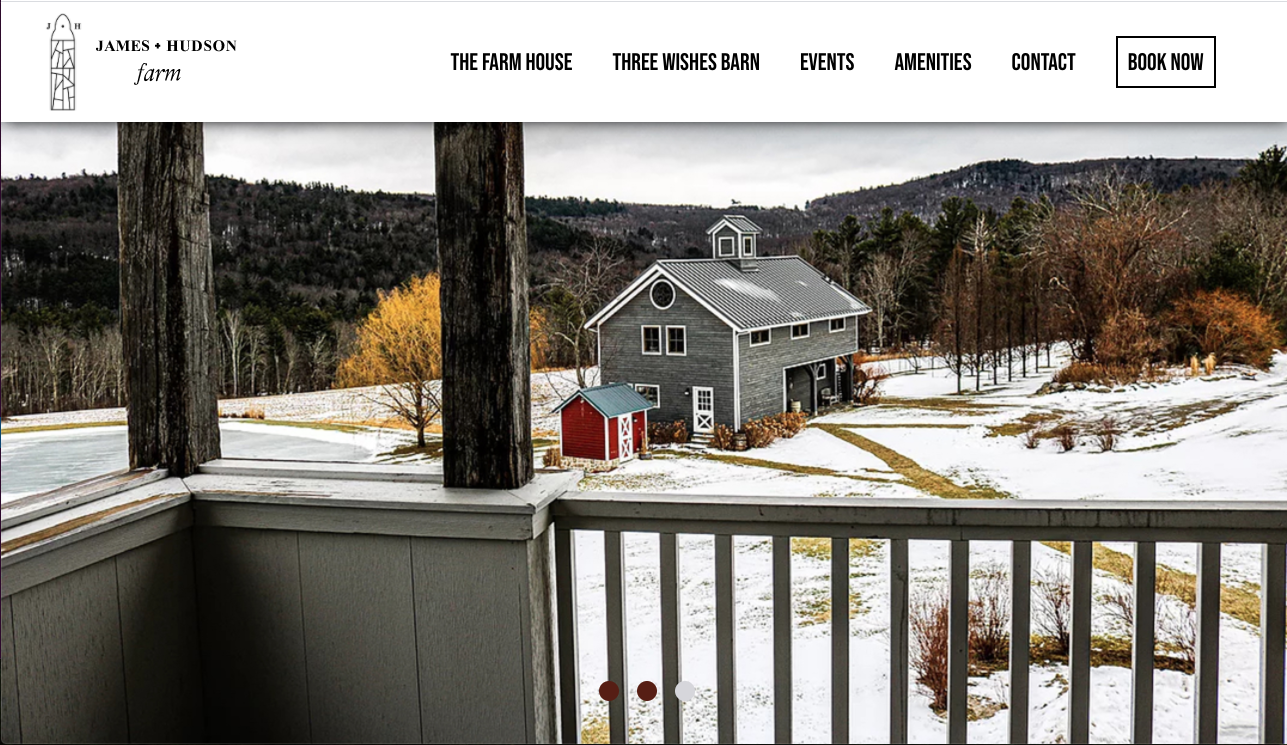 J H
JAMES + HUDSON
farm
THE FARM HOUSE THREE WISHES BARN EVENTS AMENITIES CONTACT BOOK NOW